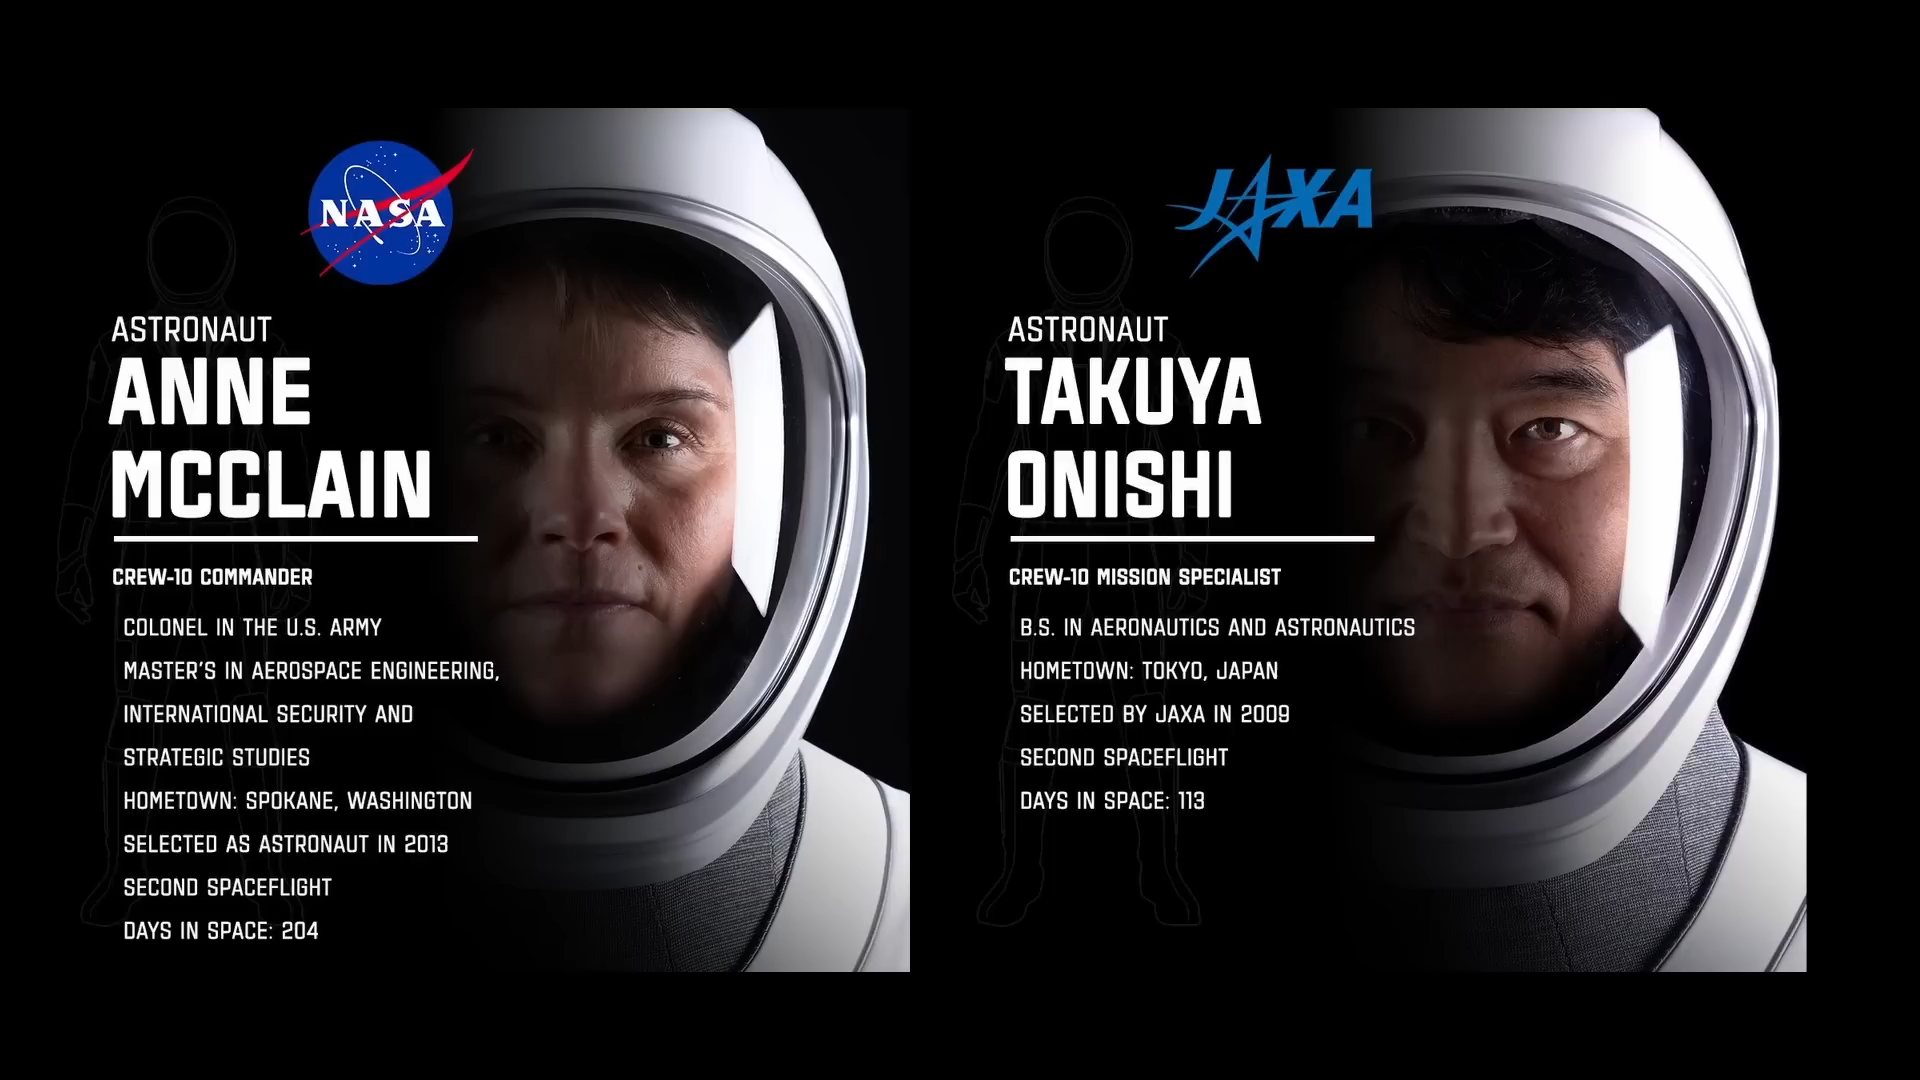 NASA
ASTRONAUT
ANNE
MCCLAIN
CREW-10 COMMANDER
COLONEL IN THE U.S. ARMY
MASTER'S IN AEROSPACE ENGINEERING,
INTERNATIONAL SECURITY AND
STRATEGIC STUDIES
HOMETOWN: SPOKANE, WASHINGTON
SELECTED AS ASTRONAUT IN 2013
SECOND SPACEFLIGHT
DAYS IN SPACE: 204
JAXA
ASTRONAUT
TAKUYA
ONISHI
CREW-10 MISSION SPECIALIST
B.S. IN AERONAUTICS AND ASTRONAUTICS
HOMETOWN: TOKYO, JAPAN
SELECTED BY JAXA IN 2009
SECOND SPACEFLIGHT
DAYS IN SPACE: 113